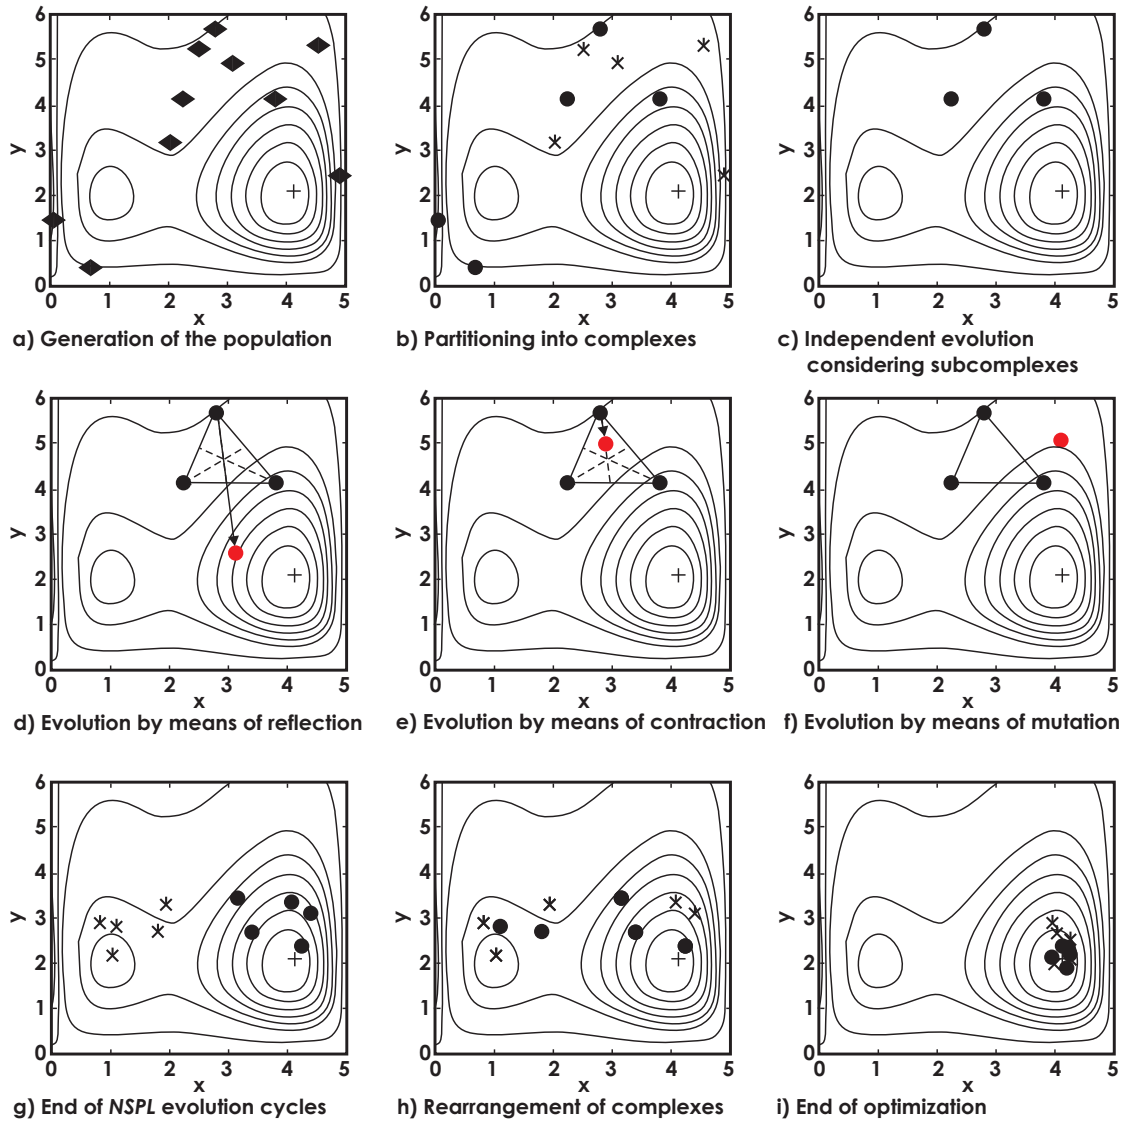 6
5
4
3
2
1
0
y
0 1 2 3 4 5
x
a) Generation of the population
6
5
4
3
2
1
0
y
0 1 2 3 4 5
x
b) Partitioning into complexes
6
5
4
3
2
1
0
y
0 1 2 3 4 5
x
c) Independent evolution
considering subcomplexes
6
5
4
3
2
1
0
y
0 1 2 3 4 5
x
d) Evolution by means of reflection
6
5
4
3
2
1
0
y
0 1 2 3 4 5
x
e) Evolution by means of contraction
6
5
4
3
2
1
0
y
0 1 2 3 4 5
x
f) Evolution by means of mutation
6
5
4
3
2
1
0
y
0 1 2 3 4 5
x
g) End of NSPL evolution cycles
6
5
4
3
2
1
0
y
0 1 2 3 4 5
x
h) Rearrangement of complexes
6
5
4
3
2
1
0
y
0 1 2 3 4 5
x
i) End of optimization